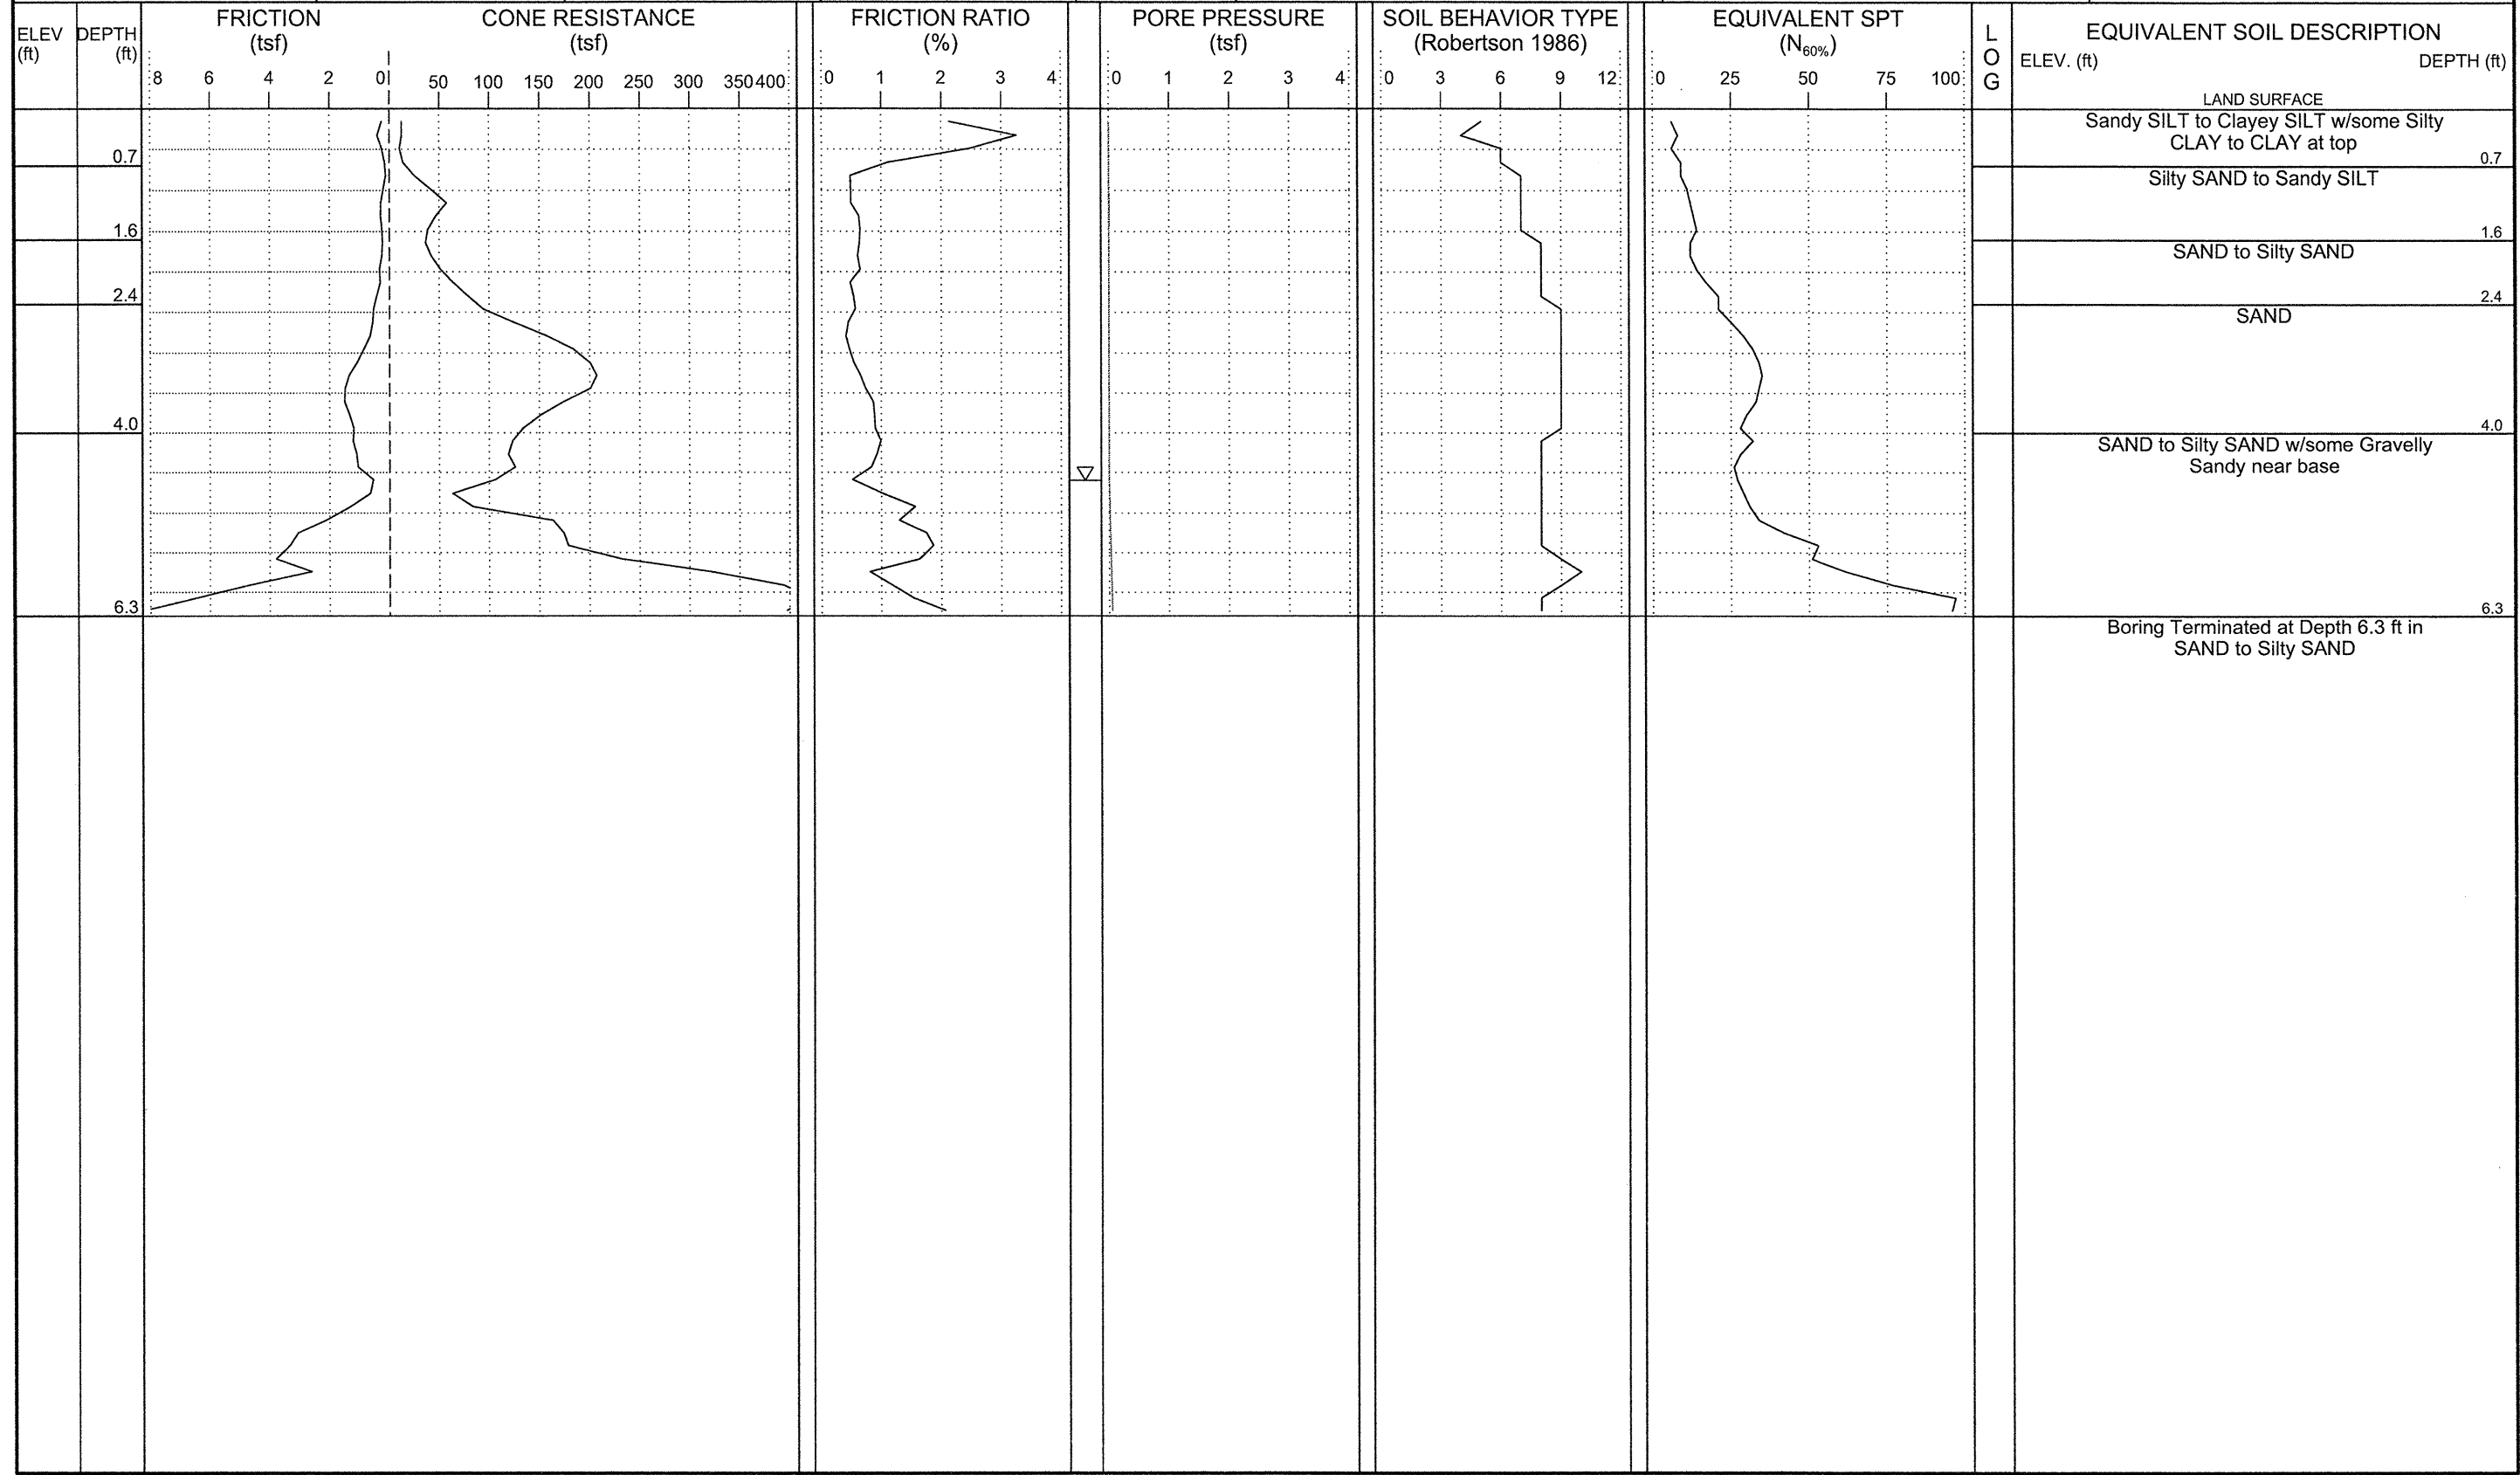 ELEV
(ft)
DEPTH
(ft)
FRICTION
(tsf)
8 6 4 2 0
CONE RESISTANCE
(tsf)
50 100 150 200 250 300 350 400
FRICTION RATIO
(%)
0 1 2 3 4
PORE PRESSURE
(tsf)
0 1 2 3 4
SOIL BEHAVIOR TYPE
(Robertson 1986)
0 3 6 9 12
EQUIVALENT SPT
(N60%)
0 25 50 75 100
L
O
G
EQUIVALENT SOIL DESCRIPTION
ELEV. (ft) DEPTH (ft)
LAND SURFACE
0.7
1.6
2.4
4.0
6.3
Sandy SILT to Clayey SILT w/some Silty
CLAY to CLAY at top
0.7
Silty SAND to Sandy SILT
1.6
SAND to Silty SAND
2.4
SAND
4.0
SAND to Silty SAND w/some Gravelly
Sandy near base
6.3
Boring Terminated at Depth 6.3 ft in
SAND to Silty SAND